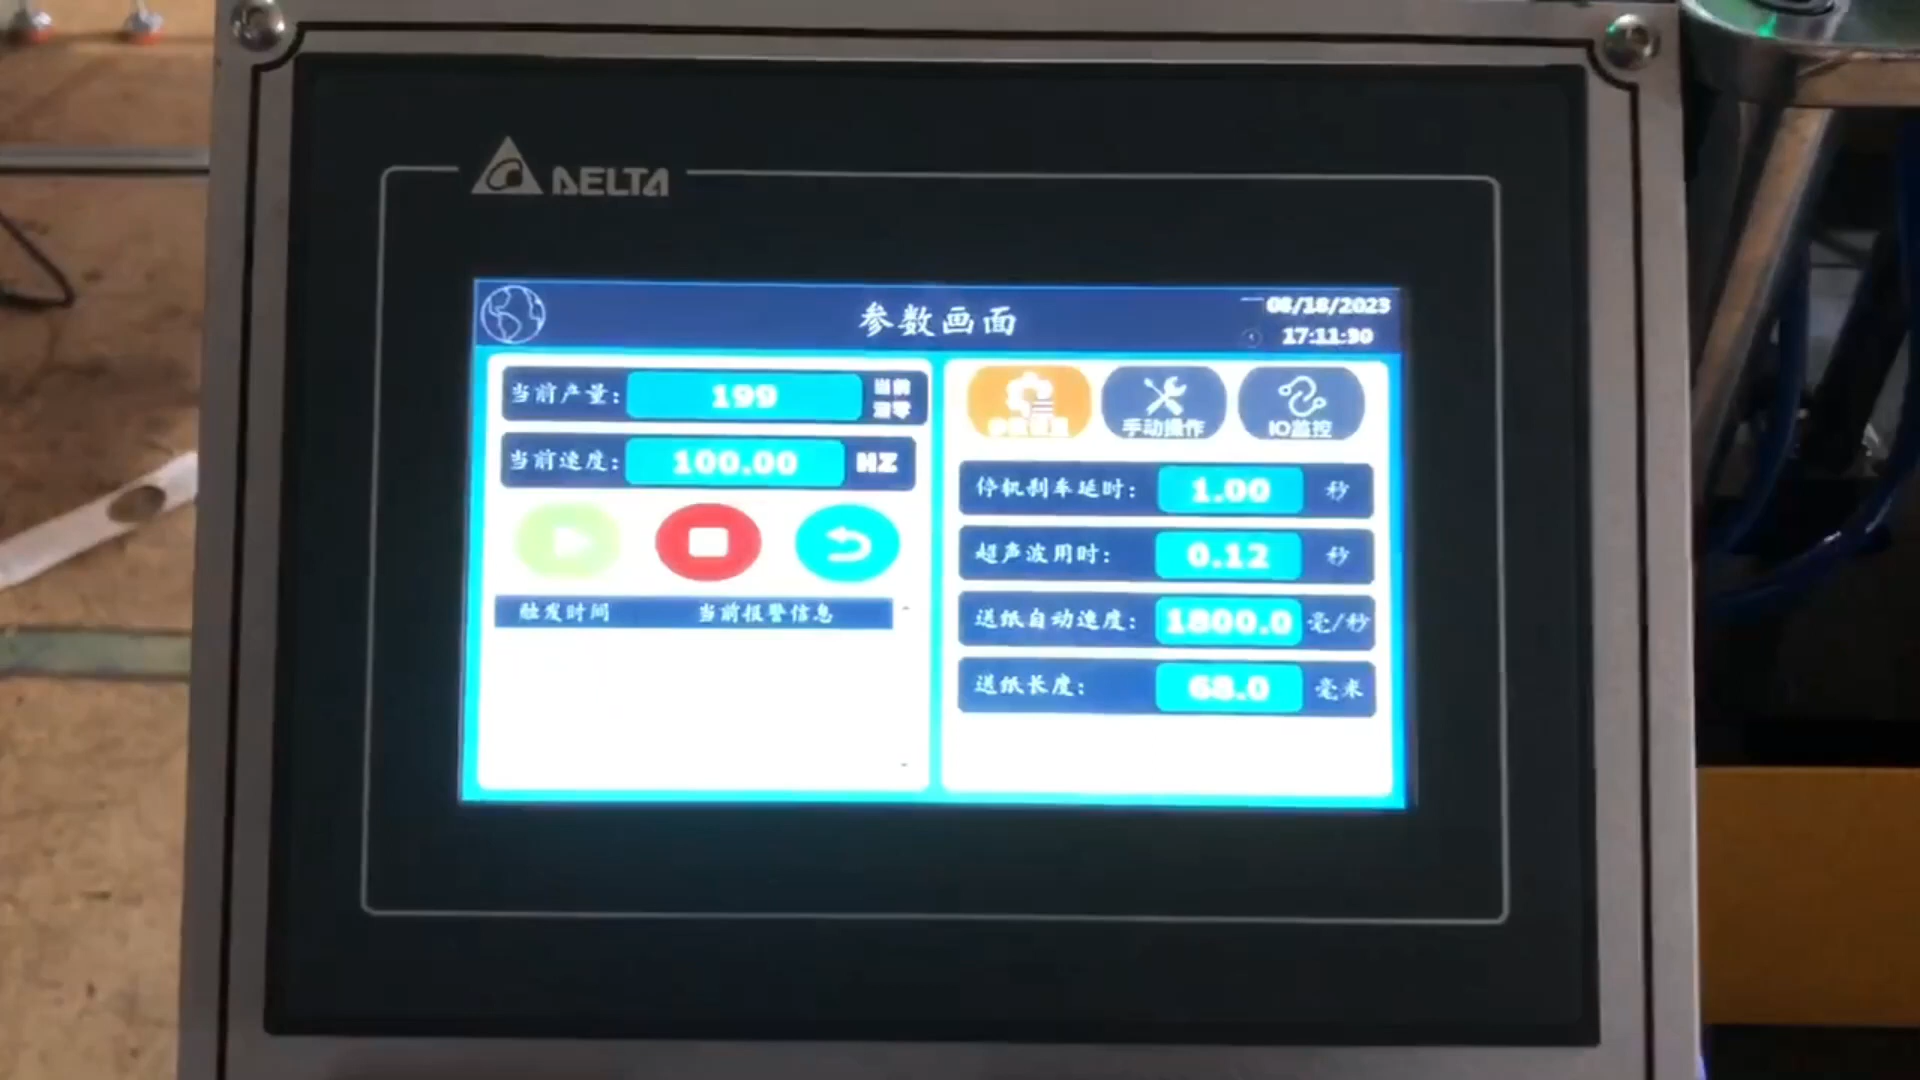 DELTA
参数画面
08/18/2023
17:11:30
当前产量: 199 当前清零
当前速度: 100.00 HZ
触发时间 当前报警信息
参数设置 手动操作 IO监控
停机刹车延时: 1.00 秒
超声波用时: 0.12 秒
送纸自动速度: 1800.0 毫/秒
送纸长度: 68.0 毫米